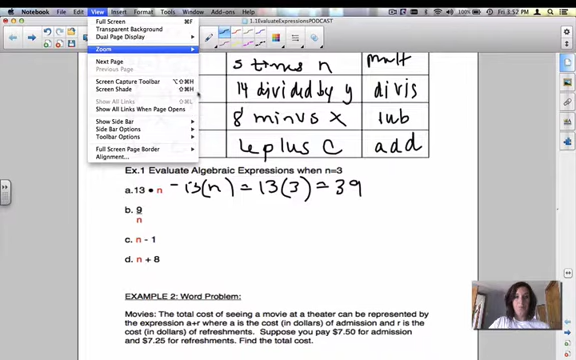 Notebook Edit View Insert Format Tools Window Add-ons Help Fri 3:52 PM
1.1EvaluateExpressionsPODCAST
Full Screen ⌘F
Transparent Background
Dual Page Display
Zoom
Next Page
Previous Page
Screen Capture Toolbar ⌥⇧⌘H
Screen Shade ⇧⌘H
Show All Links ⇧⌘L
Show All Links When Page Opens
Show Side Bar
Side Bar Options
Toolbar Options
Full Screen Page Border
Alignment...
5 times n mult
14 divided by y divis
8 minus x sub
6 plus c add
Ex.1 Evaluate Algebraic Expressions when n=3
a.13 • n = 13(n) = 13(3) = 39
b. 9
n
c. n - 1
d. n + 8
EXAMPLE 2: Word Problem:
Movies: The total cost of seeing a movie at a theater can be represented
by the expression a+r where a is the cost (in dollars) of admission and r is the
cost (in dollars) of refreshments. Suppose you pay $7.50 for admission
and $7.25 for refreshments. Find the total cost.